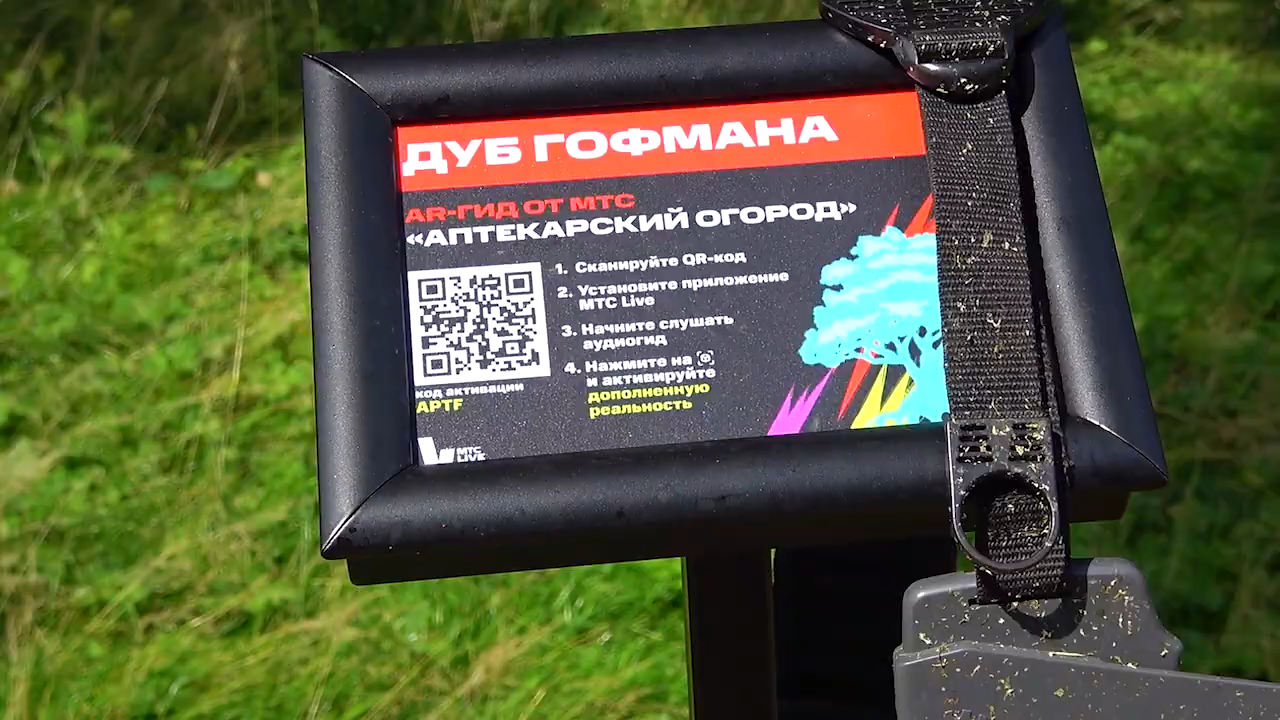 ДУБ ГОФМАНА
AR-ГИД ОТ МТС
«АПТЕКАРСКИЙ ОГОРОД»
1. Сканируйте QR-код
2. Установите приложение
МТС Live
3. Начните слушать
аудиогид
4. Нажмите на
и активируйте
дополненную
реальность
код активации
APTF
МТС
LIVE